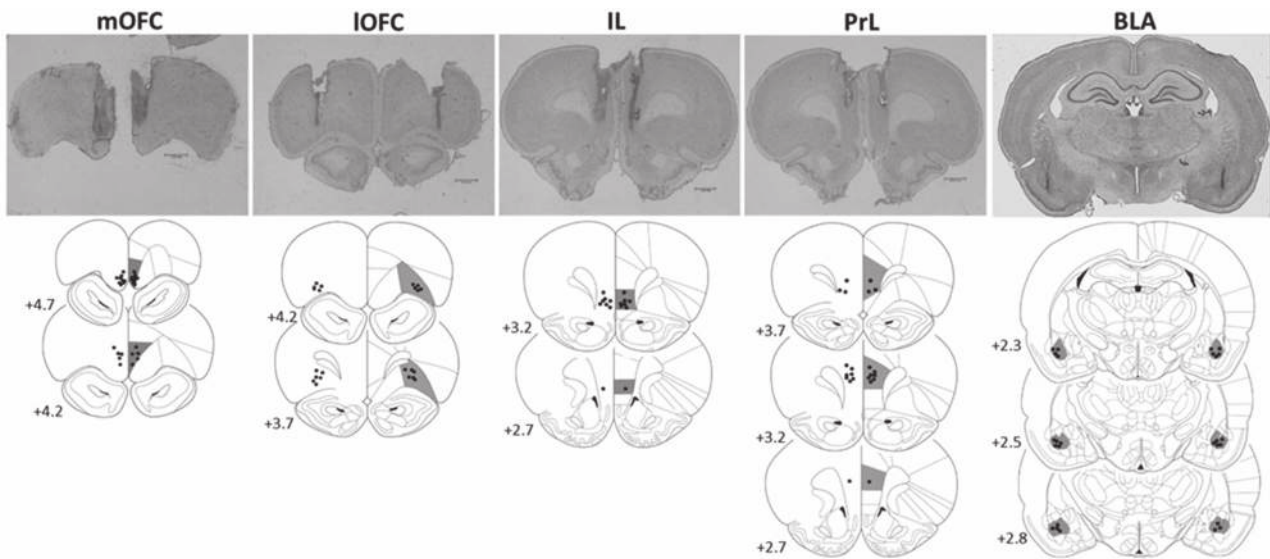 mOFC
lOFC
IL
PrL
BLA
+4.7
+4.2
+4.2
+3.7
+3.2
+2.7
+3.7
+3.2
+2.7
+2.3
+2.5
+2.8